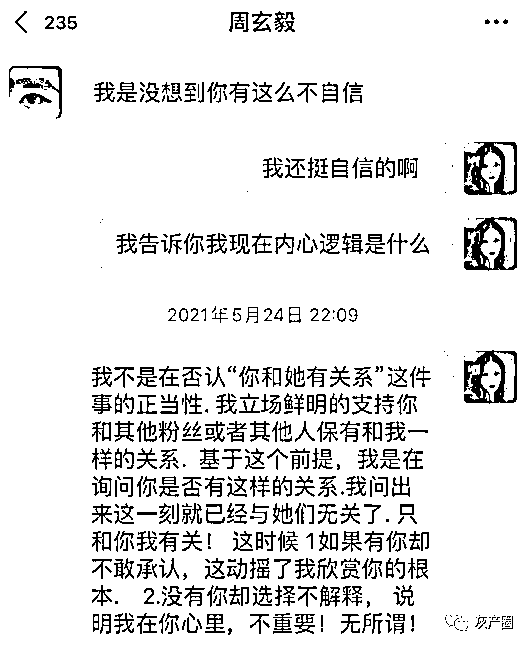 235
周玄毅
我是没想到你有这么不自信
我还挺自信的啊
我告诉你我现在内心逻辑是什么
2021年5月24日 22:09
我不是在否认“你和她有关系”这件
事的正当性. 我立场鲜明的支持你
和其他粉丝或者其他人保有和我一
样的关系. 基于这个前提，我是在
询问你是否有这样的关系.我问出
来这一刻就已经与她们无关了. 只
和你我有关！ 这时候 1如果有你却
不敢承认，这动摇了我欣赏你的根
本. 2.没有你却选择不解释， 说
明我在你心里，不重要！无所谓！
灰产圈